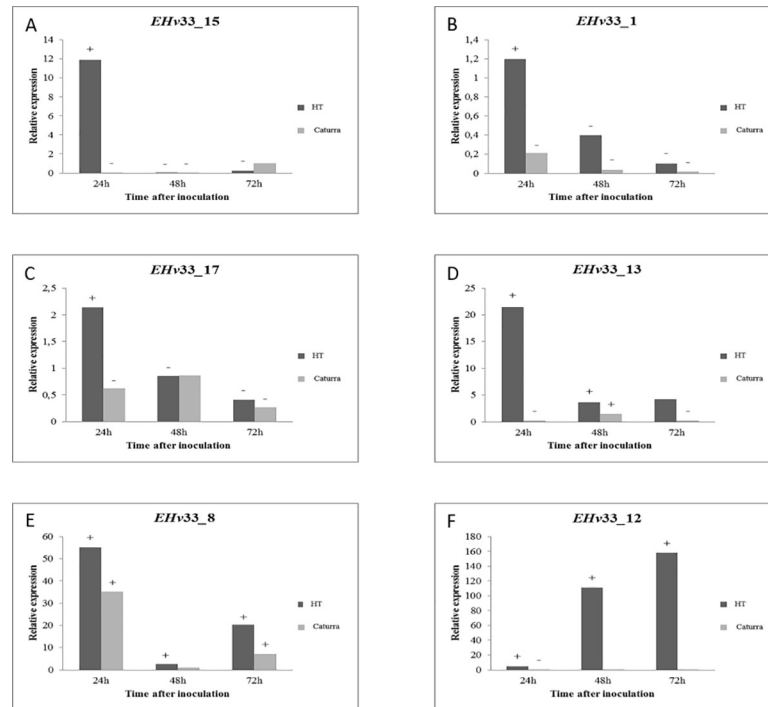 A
EHv33_15
Relative expression
14
12
10
8
6
4
2
0
+
-
-
-
-
24h
48h
72h
Time after inoculation
HT
Caturra
B
EHv33_1
Relative expression
1,4
1,2
1
0,8
0,6
0,4
0,2
0
+
-
-
-
-
-
24h
48h
72h
Time after inoculation
HT
Caturra
C
EHv33_17
Relative expression
2,5
2
1,5
1
0,5
0
+
-
-
-
-
24h
48h
72h
Time after inoculation
HT
Caturra
D
EHv33_13
Relative expression
25
20
15
10
5
0
+
-
+
+
-
24h
48h
72h
Time after inoculation
HT
Caturra
E
EHv33_8
Relative expression
60
50
40
30
20
10
0
+
+
+
+
+
24h
48h
72h
Time after inoculation
HT
Caturra
F
EHv33_12
Relative expression
180
160
140
120
100
80
60
40
20
0
+
-
+
+
24h
48h
72h
Time after inoculation
HT
Caturra